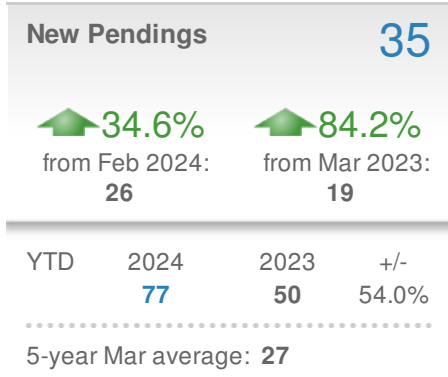 New Pendings 35
34.6% 84.2%
from Feb 2024: from Mar 2023:
26 19
YTD 2024 2023 +/-
77 50 54.0%
5-year Mar average: 27